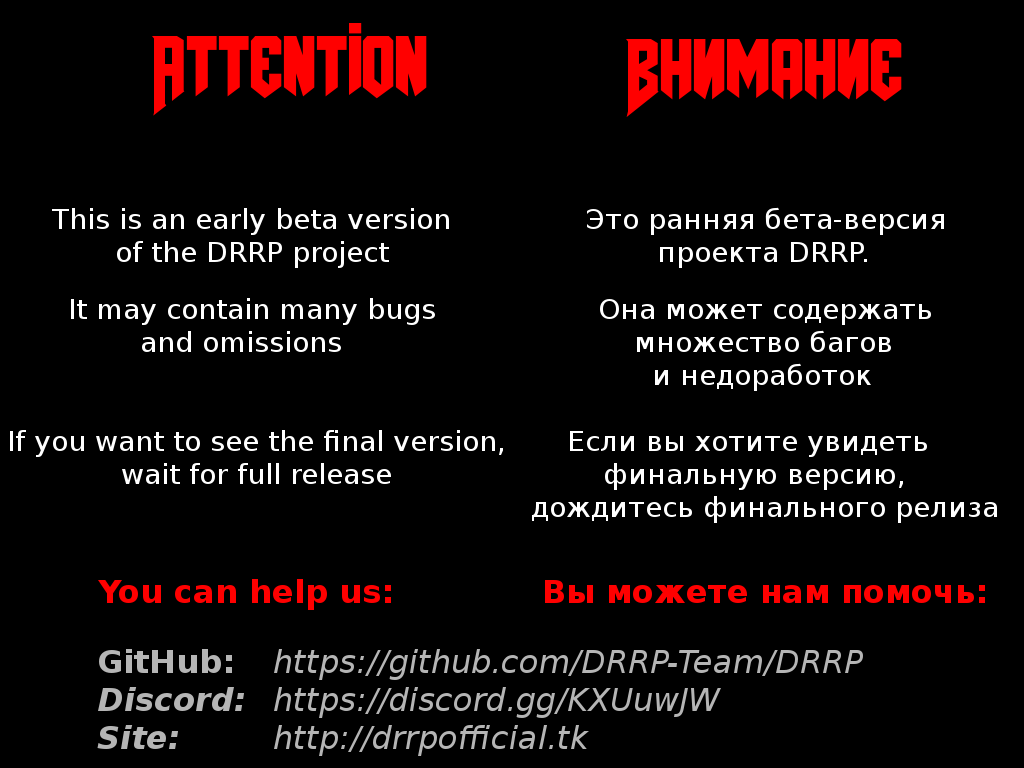 ATTENTION
This is an early beta version
of the DRRP project
It may contain many bugs
and omissions
If you want to see the final version,
wait for full release
You can help us:
ВНИМАНИЕ
Это ранняя бета-версия
проекта DRRP.
Она может содержать
множество багов
и недоработок
Если вы хотите увидеть
финальную версию,
дождитесь финального релиза
Вы можете нам помочь:
GitHub: https://github.com/DRRP-Team/DRRP
Discord: https://discord.gg/KXUuwJW
Site: http://drrpofficial.tk